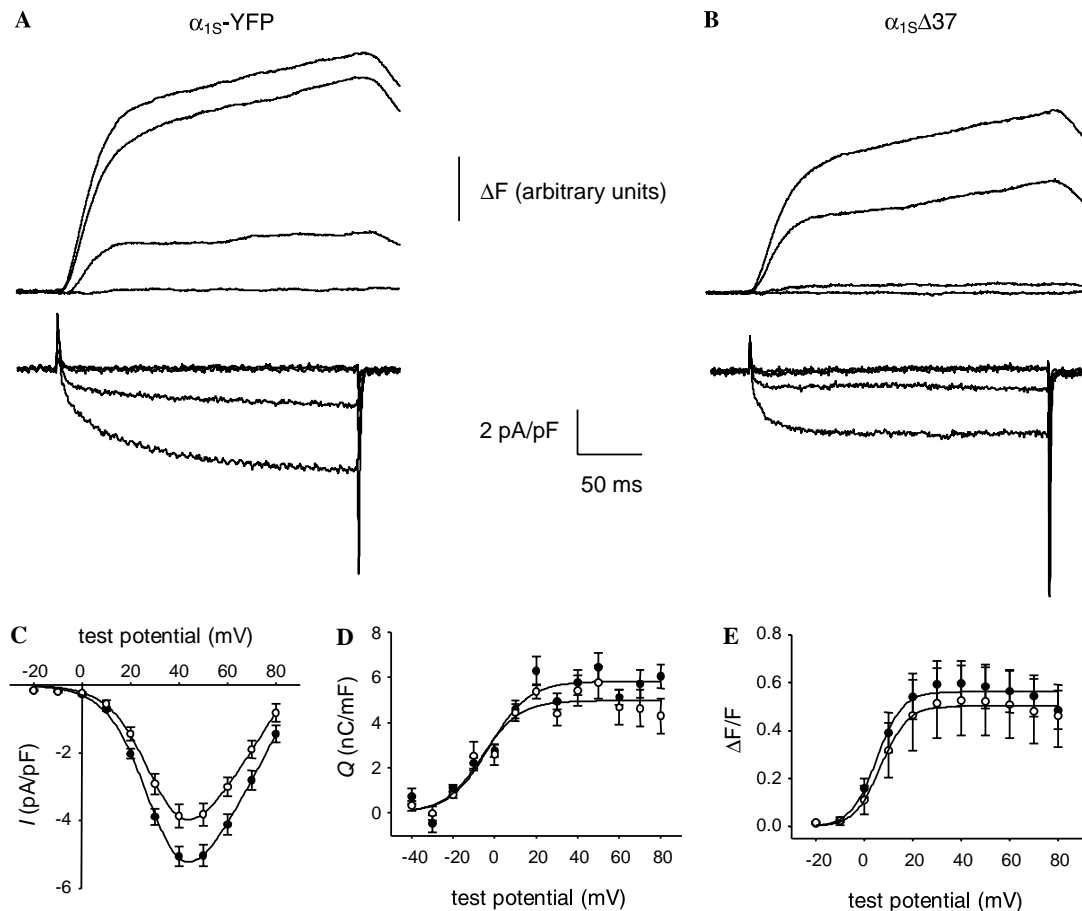 A
α1S-YFP
B
α1SΔ37
ΔF (arbitrary units)
2 pA/pF
50 ms
C
test potential (mV)
-20 0 20 40 60 80
-2
-4
-6
I (pA/pF)
D
8
6
4
2
0
Q (nC/mF)
-40 -20 0 20 40 60 80
test potential (mV)
E
0.8
0.6
0.4
0.2
0.0
ΔF/F
-20 0 20 40 60 80
test potential (mV)